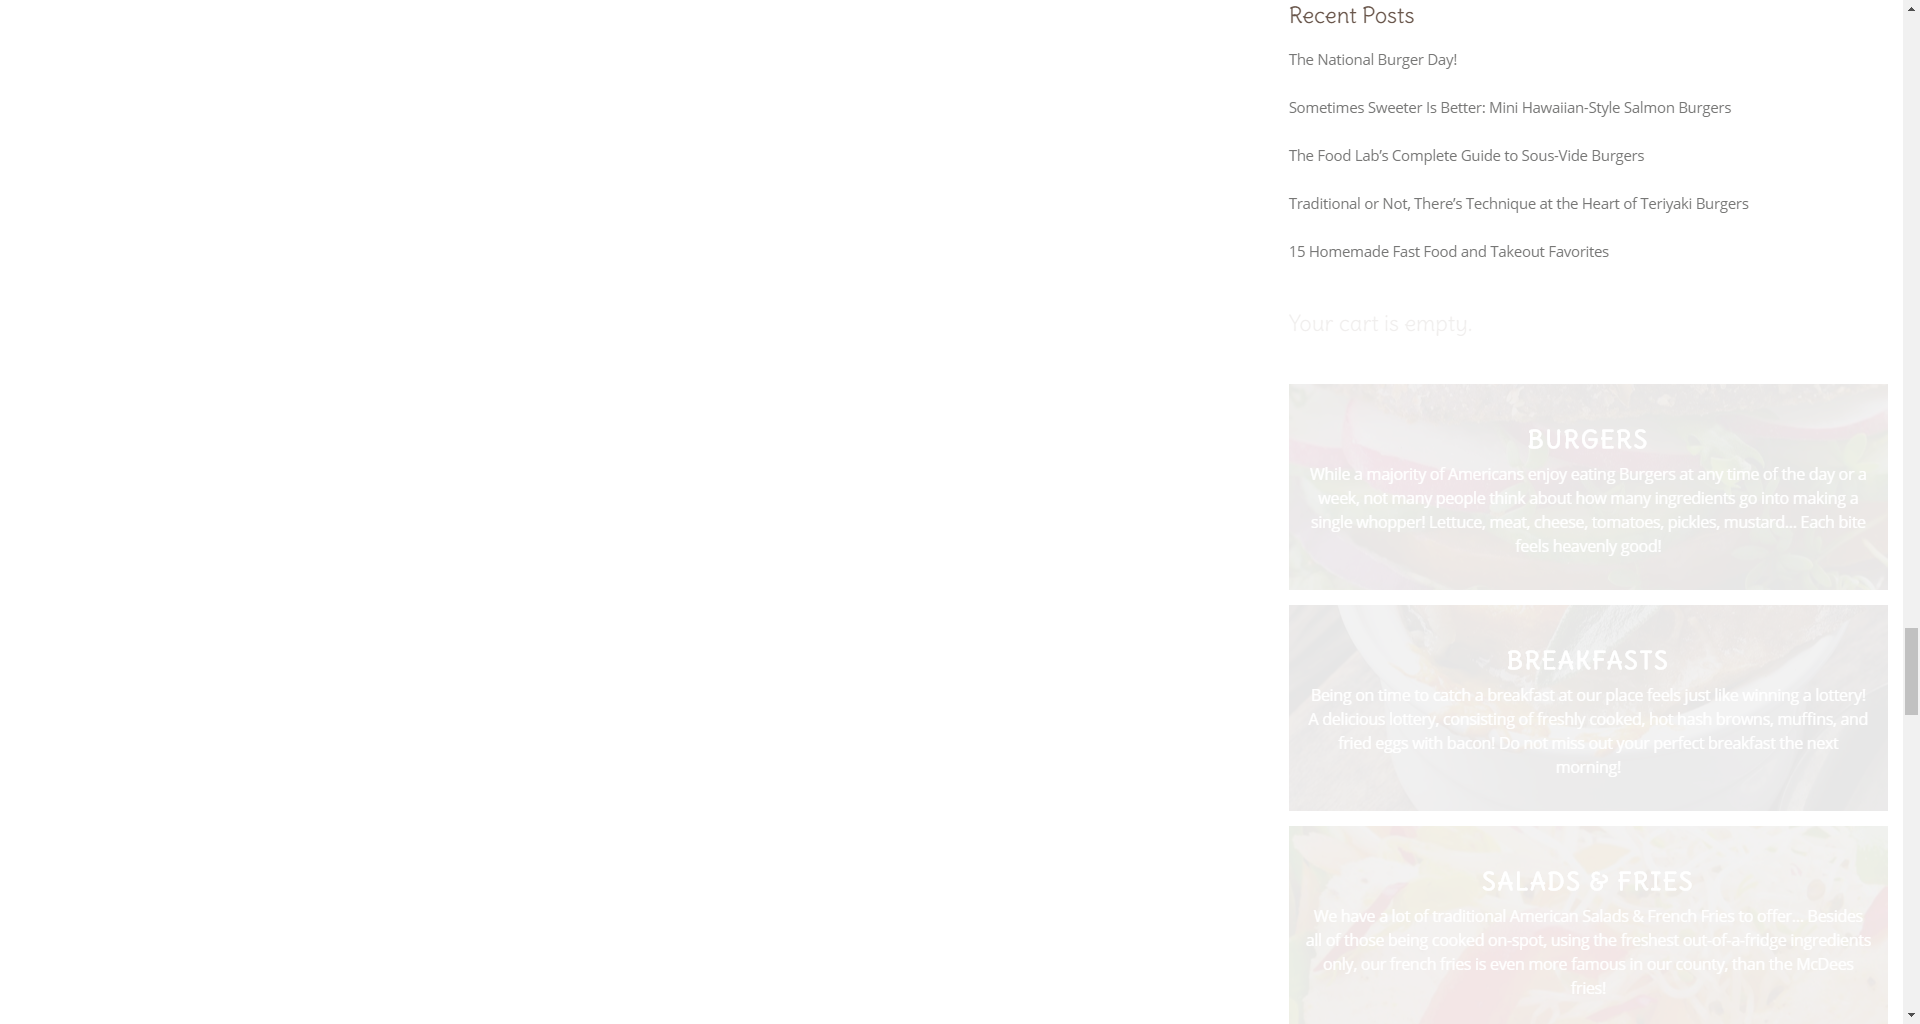 Recent Posts
The National Burger Day!
Sometimes Sweeter Is Better: Mini Hawaiian-Style Salmon Burgers
The Food Lab’s Complete Guide to Sous-Vide Burgers
Traditional or Not, There’s Technique at the Heart of Teriyaki Burgers
15 Homemade Fast Food and Takeout Favorites
Your cart is empty.
BURGERS
While a majority of Americans enjoy eating Burgers at any time of the day or a
week, not many people think about how many ingredients go into making a
single whopper! Lettuce, meat, cheese, tomatoes, pickles, mustard... Each bite
feels heavenly good!
BREAKFASTS
Being on time to catch a breakfast at our place feels just like winning a lottery!
A delicious lottery, consisting of freshly cooked, hot hash browns, muffins, and
fried eggs with bacon! Do not miss out your perfect breakfast the next
morning!
SALADS & FRIES
We have a lot of traditional American Salads & French Fries to offer... Besides
all of those being cooked on-spot, using the freshest out-of-a-fridge ingredients
only, our french fries is even more famous in our county, than the McDees
fries!